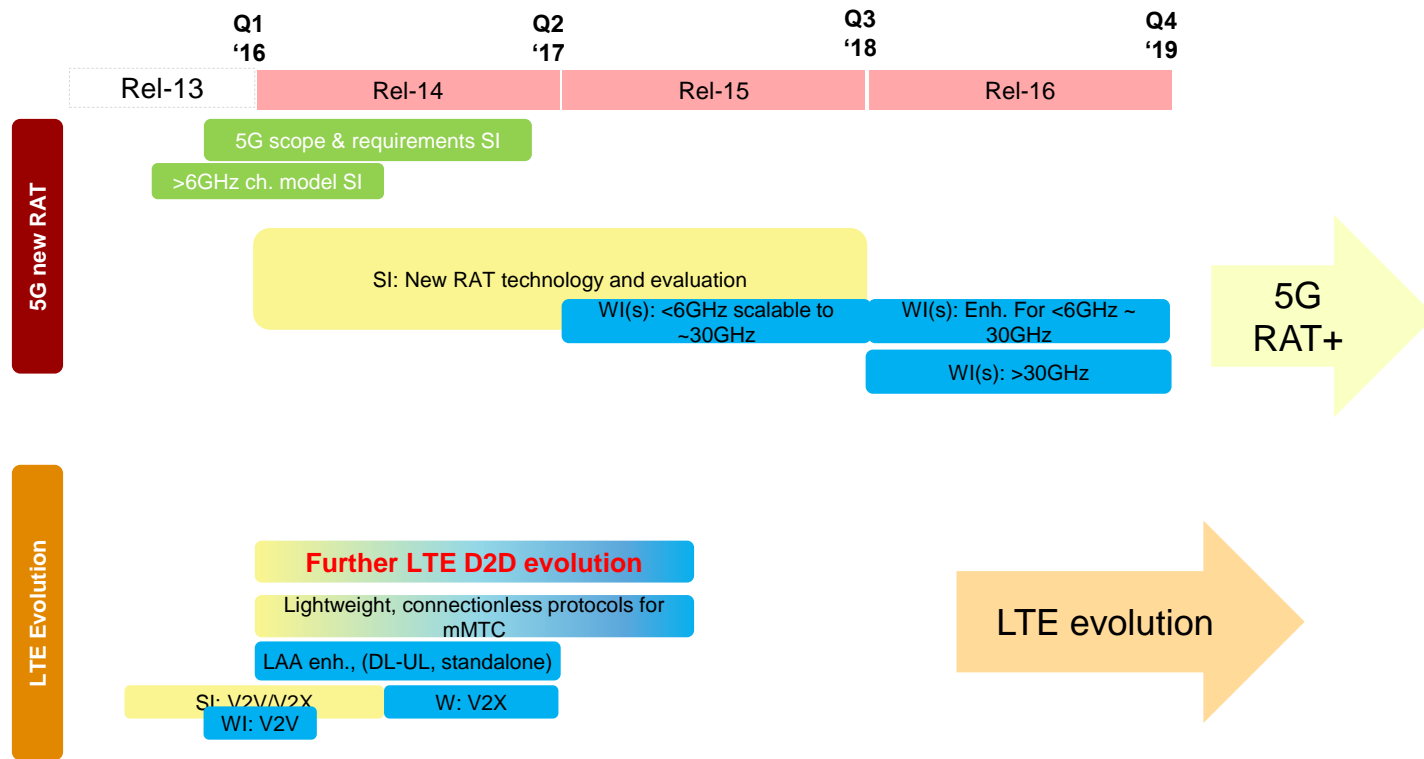 Q1
‘16
Q2
‘17
Q3
‘18
Q4
‘19
Rel-13
Rel-14
Rel-15
Rel-16
5G new RAT
5G scope & requirements SI
>6GHz ch. model SI
SI: New RAT technology and evaluation
WI(s): <6GHz scalable to
~30GHz
WI(s): Enh. For <6GHz ~
30GHz
WI(s): >30GHz
5G
RAT+
LTE Evolution
Further LTE D2D evolution
Lightweight, connectionless protocols for
mMTC
LAA enh., (DL-UL, standalone)
SI: V2V/V2X
W: V2X
WI: V2V
LTE evolution